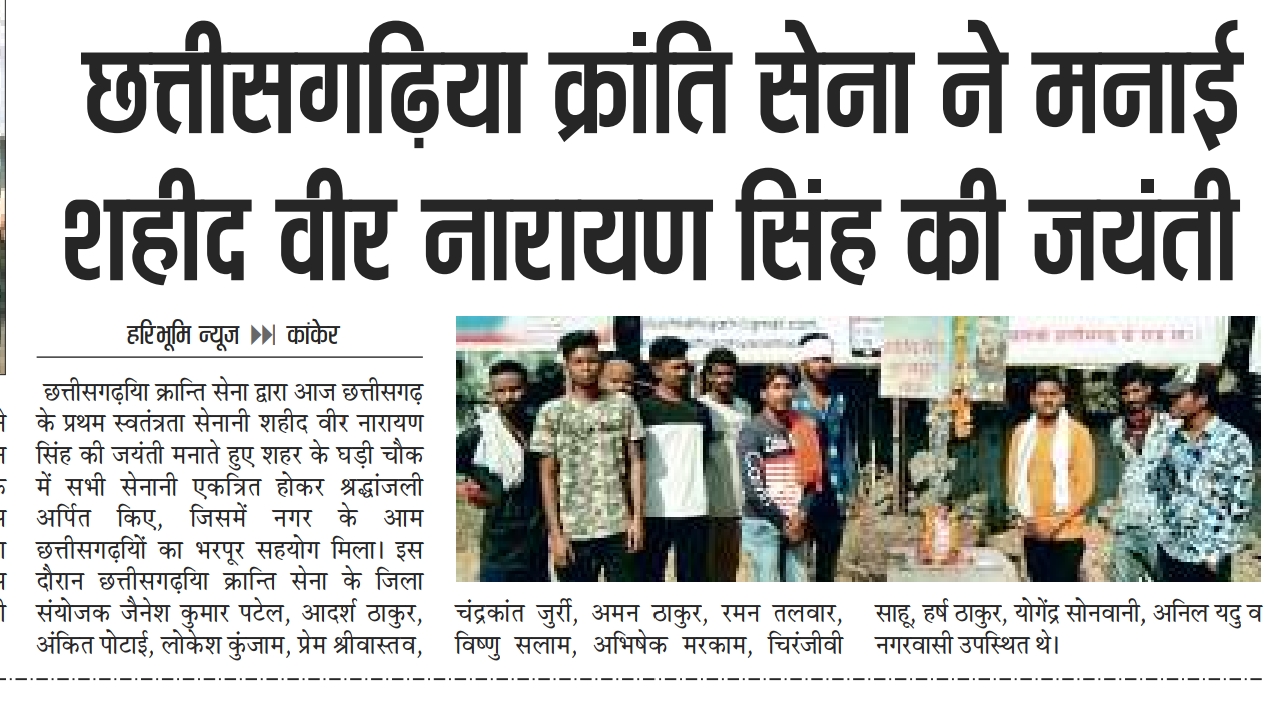 छत्तीसगढ़िया क्रांति सेना ने मनाई
शहीद वीर नारायण सिंह की जयंती
हरिभूमि न्यूज कांकेर
छत्तीसगढ़िया क्रान्ति सेना द्वारा आज छत्तीसगढ़
के प्रथम स्वतंत्रता सेनानी शहीद वीर नारायण
सिंह की जयंती मनाते हुए शहर के घड़ी चौक
में सभी सेनानी एकत्रित होकर श्रद्धांजली
अर्पित किए, जिसमें नगर के आम
छत्तीसगढ़ियों का भरपूर सहयोग मिला। इस
दौरान छत्तीसगढ़िया क्रान्ति सेना के जिला
संयोजक जैनेश कुमार पटेल, आदर्श ठाकुर,
अंकित पोटाई, लोकेश कुंजाम, प्रेम श्रीवास्तव,
चंद्रकांत जुर्री, अमन ठाकुर, रमन तलवार,
विष्णु सलाम, अभिषेक मरकाम, चिरंजीवी
साहू, हर्ष ठाकुर, योगेंद्र सोनवानी, अनिल यदु व
नगरवासी उपस्थित थे।